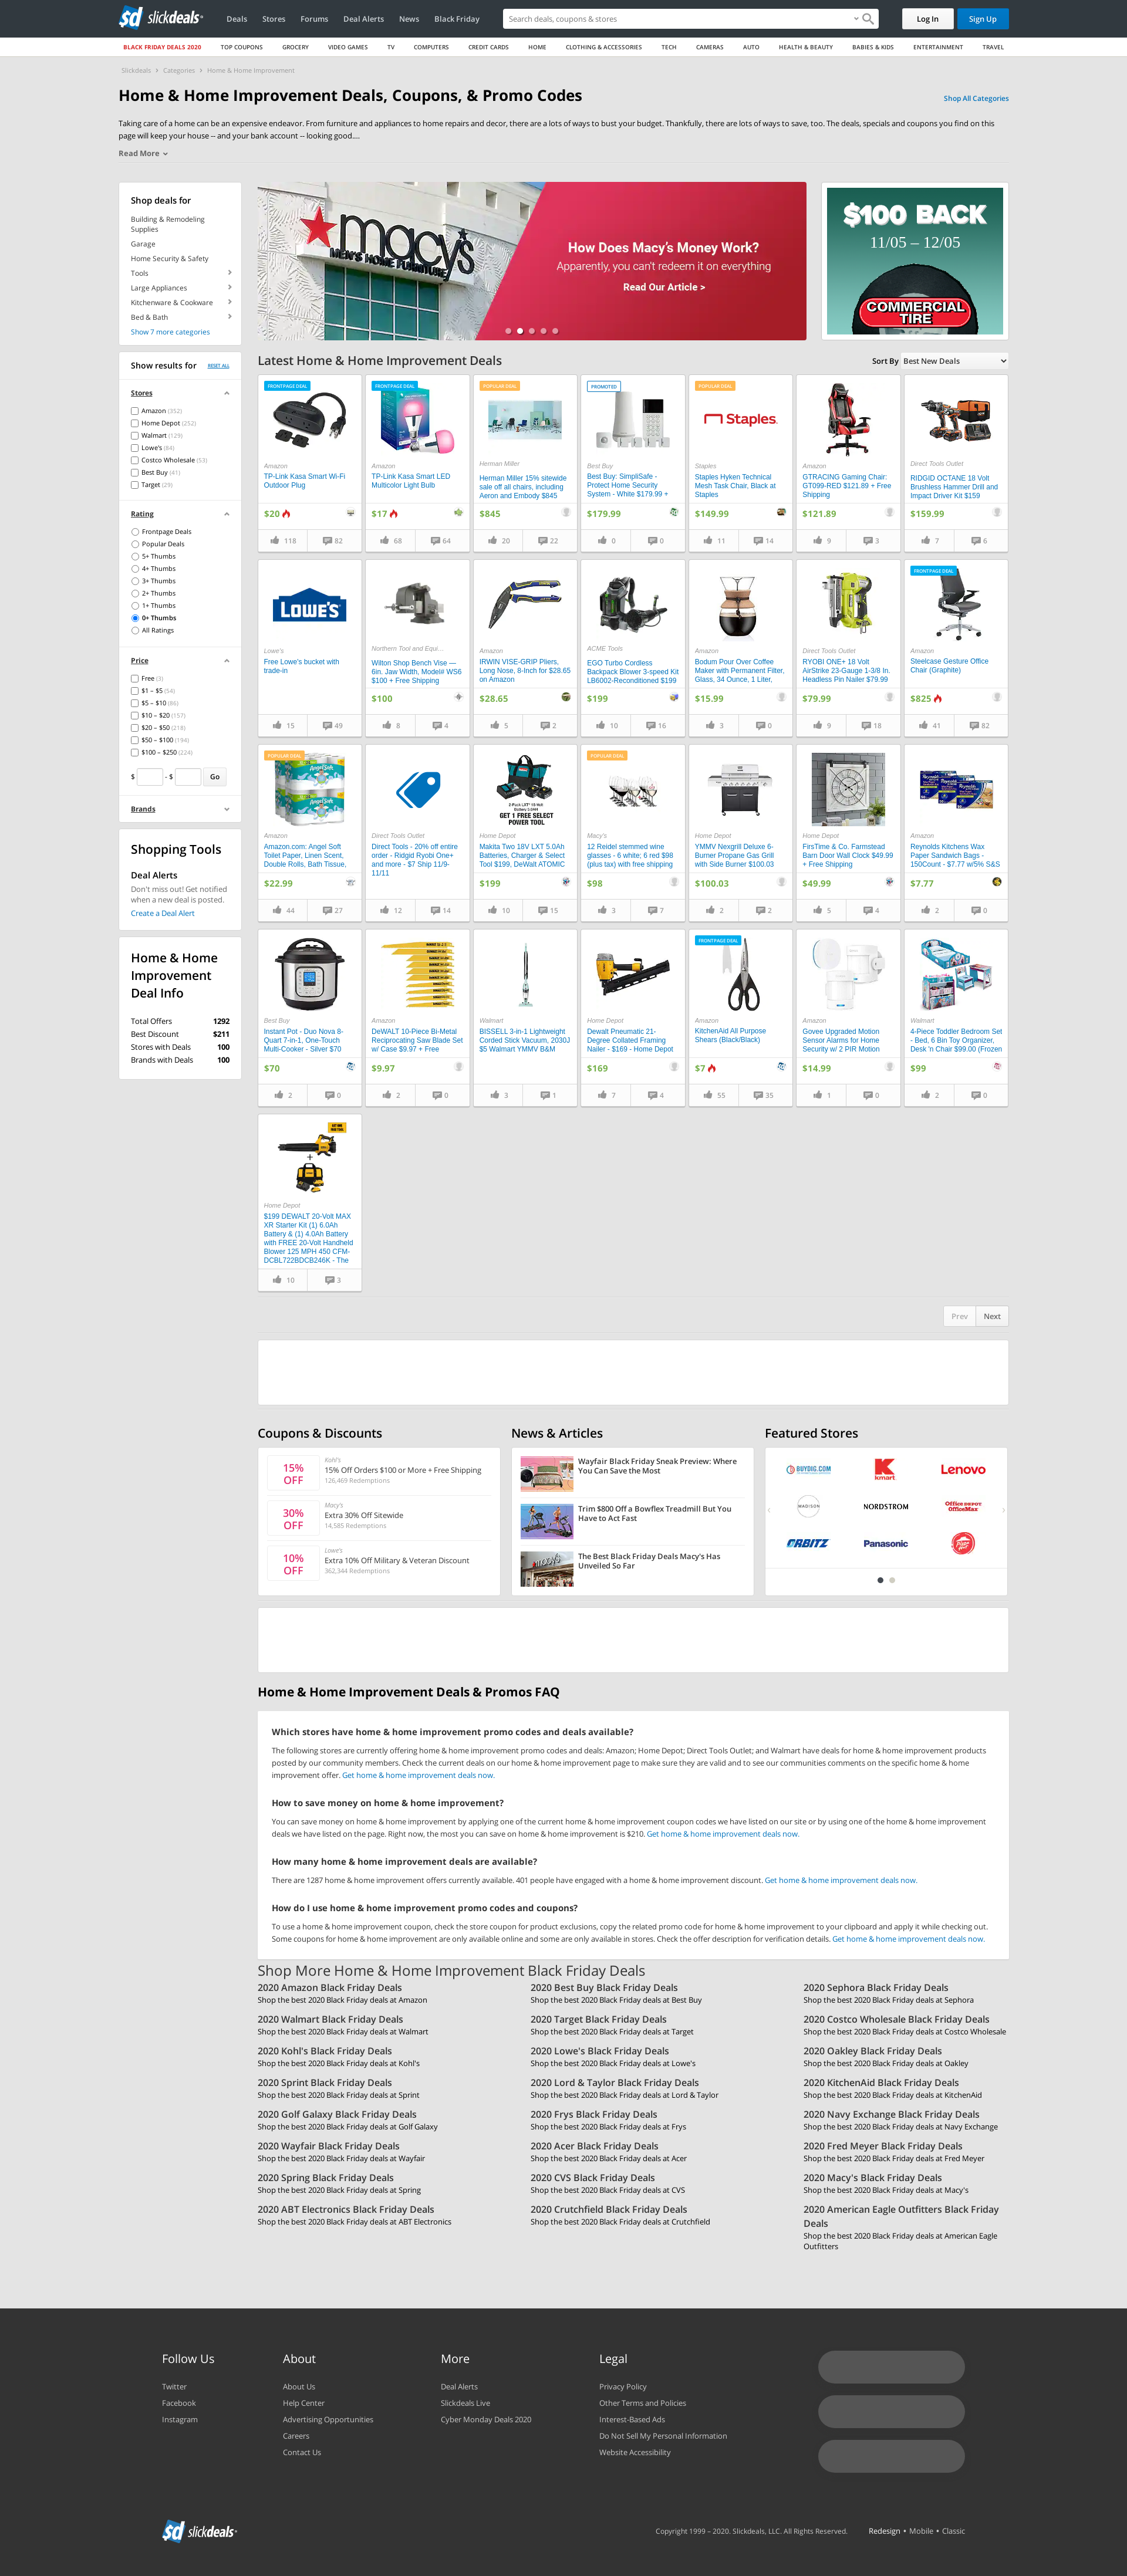 sd slickdeals
Deals Stores Forums Deal Alerts News Black Friday
Search deals, coupons & stores
Log In Sign Up
BLACK FRIDAY DEALS 2020 TOP COUPONS GROCERY VIDEO GAMES TV COMPUTERS CREDIT CARDS HOME CLOTHING & ACCESSORIES TECH CAMERAS AUTO HEALTH & BEAUTY BABIES & KIDS ENTERTAINMENT TRAVEL
Slickdeals Categories Home & Home Improvement
Home & Home Improvement Deals, Coupons, & Promo Codes
Shop All Categories
Taking care of a home can be an expensive endeavor. From furniture and appliances to home repairs and decor, there are a lots of ways to bust your budget. Thankfully, there are lots of ways to save, too. The deals, specials and coupons you find on this
page will keep your house -- and your bank account -- looking good....
Read More
Shop deals for
Building & Remodeling
Supplies
Garage
Home Security & Safety
Tools
Large Appliances
Kitchenware & Cookware
Bed & Bath
Show 7 more categories
macy's
MEN'S HOME FURNITURE
How Does Macy's Money Work?
Apparently, you can't redeem it on everything
Read Our Article >
$100 BACK
11/05 – 12/05
COMMERCIAL
TIRE
Show results for RESET ALL
Stores
Amazon (352)
Home Depot (252)
Walmart (129)
Lowe's (84)
Costco Wholesale (53)
Best Buy (41)
Target (29)
Rating
Frontpage Deals
Popular Deals
5+ Thumbs
4+ Thumbs
3+ Thumbs
2+ Thumbs
1+ Thumbs
0+ Thumbs
All Ratings
Price
Free (3)
$1 – $5 (54)
$5 – $10 (86)
$10 – $20 (157)
$20 – $50 (218)
$50 – $100 (194)
$100 – $250 (224)
$ - $ Go
Brands
Shopping Tools
Deal Alerts
Don't miss out! Get notified
when a new deal is posted.
Create a Deal Alert
Home & Home
Improvement
Deal Info
Total Offers 1292
Best Discount $211
Stores with Deals 100
Brands with Deals 100
Latest Home & Home Improvement Deals
Sort By Best New Deals
FRONTPAGE DEAL
Amazon
TP-Link Kasa Smart Wi-Fi
Outdoor Plug
$20
118 82
FRONTPAGE DEAL
Amazon
TP-Link Kasa Smart LED
Multicolor Light Bulb
$17
68 64
POPULAR DEAL
Herman Miller
Herman Miller 15% sitewide
sale off all chairs, including
Aeron and Embody $845
$845
20 22
PROMOTED
Best Buy
Best Buy: SimpliSafe -
Protect Home Security
System - White $179.99 +
$179.99
0 0
POPULAR DEAL
Staples
Staples
Staples Hyken Technical
Mesh Task Chair, Black at
Staples
$149.99
11 14
Amazon
GTRACING Gaming Chair:
GT099-RED $121.89 + Free
Shipping
$121.89
9 3
Direct Tools Outlet
RIDGID OCTANE 18 Volt
Brushless Hammer Drill and
Impact Driver Kit $159
$159.99
7 6
LOWE'S
Lowe's
Free Lowe's bucket with
trade-in
15 49
Northern Tool and Equi...
Wilton Shop Bench Vise —
6in. Jaw Width, Model# WS6
$100 + Free Shipping
$100
8 4
Amazon
IRWIN VISE-GRIP Pliers,
Long Nose, 8-Inch for $28.65
on Amazon
$28.65
5 2
ACME Tools
EGO Turbo Cordless
Backpack Blower 3-speed Kit
LB6002-Reconditioned $199
$199
10 16
Amazon
Bodum Pour Over Coffee
Maker with Permanent Filter,
Glass, 34 Ounce, 1 Liter,
$15.99
3 0
Direct Tools Outlet
RYOBI ONE+ 18 Volt
AirStrike 23-Gauge 1-3/8 In.
Headless Pin Nailer $79.99
$79.99
9 18
FRONTPAGE DEAL
Amazon
Steelcase Gesture Office
Chair (Graphite)
$825
41 82
POPULAR DEAL
Amazon
Amazon.com: Angel Soft
Toilet Paper, Linen Scent,
Double Rolls, Bath Tissue,
$22.99
44 27
Direct Tools Outlet
Direct Tools - 20% off entire
order - Ridgid Ryobi One+
and more - $7 Ship 11/9-
11/11
12 14
GET 1 FREE SELECT
POWER TOOL
Home Depot
Makita Two 18V LXT 5.0Ah
Batteries, Charger & Select
Tool $199, DeWalt ATOMIC
$199
10 15
POPULAR DEAL
Macy's
12 Reidel stemmed wine
glasses - 6 white; 6 red $98
(plus tax) with free shipping
$98
3 7
Home Depot
YMMV Nexgrill Deluxe 6-
Burner Propane Gas Grill
with Side Burner $100.03
$100.03
2 2
Home Depot
FirsTime & Co. Farmstead
Barn Door Wall Clock $49.99
+ Free Shipping
$49.99
5 4
Amazon
Reynolds Kitchens Wax
Paper Sandwich Bags -
150Count - $7.77 w/5% S&S
$7.77
2 0
Best Buy
Instant Pot - Duo Nova 8-
Quart 7-in-1, One-Touch
Multi-Cooker - Silver $70
$70
2 0
Amazon
DeWALT 10-Piece Bi-Metal
Reciprocating Saw Blade Set
w/ Case $9.97 + Free
$9.97
2 0
Walmart
BISSELL 3-in-1 Lightweight
Corded Stick Vacuum, 2030J
$5 Walmart YMMV B&M
3 1
Home Depot
Dewalt Pneumatic 21-
Degree Collated Framing
Nailer - $169 - Home Depot
$169
7 4
FRONTPAGE DEAL
Amazon
KitchenAid All Purpose
Shears (Black/Black)
$7
55 35
Amazon
Govee Upgraded Motion
Sensor Alarms for Home
Security w/ 2 PIR Motion
$14.99
1 0
Walmart
4-Piece Toddler Bedroom Set
- Bed, 6 Bin Toy Organizer,
Desk 'n Chair $99.00 (Frozen
$99
2 0
Home Depot
$199 DEWALT 20-Volt MAX
XR Starter Kit (1) 6.0Ah
Battery & (1) 4.0Ah Battery
with FREE 20-Volt Handheld
Blower 125 MPH 450 CFM-
DCBL722BDCB246K - The
10 3
Prev Next
Coupons & Discounts
15%
OFF
Kohl's
15% Off Orders $100 or More + Free Shipping
126,469 Redemptions
30%
OFF
Macy's
Extra 30% Off Sitewide
14,585 Redemptions
10%
OFF
Lowe's
Extra 10% Off Military & Veteran Discount
362,344 Redemptions
News & Articles
Wayfair Black Friday Sneak Preview: Where
You Can Save the Most
Trim $800 Off a Bowflex Treadmill But You
Have to Act Fast
The Best Black Friday Deals Macy's Has
Unveiled So Far
Featured Stores
BUYDIG.COM kmart Lenovo
MADISON NORDSTROM Office DEPOT OfficeMax
ORBITZ Panasonic Pizza Hut
Home & Home Improvement Deals & Promos FAQ
Which stores have home & home improvement promo codes and deals available?
The following stores are currently offering home & home improvement promo codes and deals: Amazon; Home Depot; Direct Tools Outlet; and Walmart have deals for home & home improvement products
posted by our community members. Check the current deals on our home & home improvement page to make sure they are valid and to see our communities comments on the specific home & home
improvement offer. Get home & home improvement deals now.
How to save money on home & home improvement?
You can save money on home & home improvement by applying one of the current home & home improvement coupon codes we have listed on our site or by using one of the home & home improvement
deals we have listed on the page. Right now, the most you can save on home & home improvement is $210. Get home & home improvement deals now.
How many home & home improvement deals are available?
There are 1287 home & home improvement offers currently available. 401 people have engaged with a home & home improvement discount. Get home & home improvement deals now.
How do I use home & home improvement promo codes and coupons?
To use a home & home improvement coupon, check the store coupon for product exclusions, copy the related promo code for home & home improvement to your clipboard and apply it while checking out.
Some coupons for home & home improvement are only available online and some are only available in stores. Check the offer description for verification details. Get home & home improvement deals now.
Shop More Home & Home Improvement Black Friday Deals
2020 Amazon Black Friday Deals
Shop the best 2020 Black Friday deals at Amazon
2020 Best Buy Black Friday Deals
Shop the best 2020 Black Friday deals at Best Buy
2020 Sephora Black Friday Deals
Shop the best 2020 Black Friday deals at Sephora
2020 Walmart Black Friday Deals
Shop the best 2020 Black Friday deals at Walmart
2020 Target Black Friday Deals
Shop the best 2020 Black Friday deals at Target
2020 Costco Wholesale Black Friday Deals
Shop the best 2020 Black Friday deals at Costco Wholesale
2020 Kohl's Black Friday Deals
Shop the best 2020 Black Friday deals at Kohl's
2020 Lowe's Black Friday Deals
Shop the best 2020 Black Friday deals at Lowe's
2020 Oakley Black Friday Deals
Shop the best 2020 Black Friday deals at Oakley
2020 Sprint Black Friday Deals
Shop the best 2020 Black Friday deals at Sprint
2020 Lord & Taylor Black Friday Deals
Shop the best 2020 Black Friday deals at Lord & Taylor
2020 KitchenAid Black Friday Deals
Shop the best 2020 Black Friday deals at KitchenAid
2020 Golf Galaxy Black Friday Deals
Shop the best 2020 Black Friday deals at Golf Galaxy
2020 Frys Black Friday Deals
Shop the best 2020 Black Friday deals at Frys
2020 Navy Exchange Black Friday Deals
Shop the best 2020 Black Friday deals at Navy Exchange
2020 Wayfair Black Friday Deals
Shop the best 2020 Black Friday deals at Wayfair
2020 Acer Black Friday Deals
Shop the best 2020 Black Friday deals at Acer
2020 Fred Meyer Black Friday Deals
Shop the best 2020 Black Friday deals at Fred Meyer
2020 Spring Black Friday Deals
Shop the best 2020 Black Friday deals at Spring
2020 CVS Black Friday Deals
Shop the best 2020 Black Friday deals at CVS
2020 Macy's Black Friday Deals
Shop the best 2020 Black Friday deals at Macy's
2020 ABT Electronics Black Friday Deals
Shop the best 2020 Black Friday deals at ABT Electronics
2020 Crutchfield Black Friday Deals
Shop the best 2020 Black Friday deals at Crutchfield
2020 American Eagle Outfitters Black Friday
Deals
Shop the best 2020 Black Friday deals at American Eagle
Outfitters
Follow Us
Twitter
Facebook
Instagram
About
About Us
Help Center
Advertising Opportunities
Careers
Contact Us
More
Deal Alerts
Slickdeals Live
Cyber Monday Deals 2020
Legal
Privacy Policy
Other Terms and Policies
Interest-Based Ads
Do Not Sell My Personal Information
Website Accessibility
sd slickdeals
Copyright 1999 – 2020. Slickdeals, LLC. All Rights Reserved. Redesign • Mobile • Classic